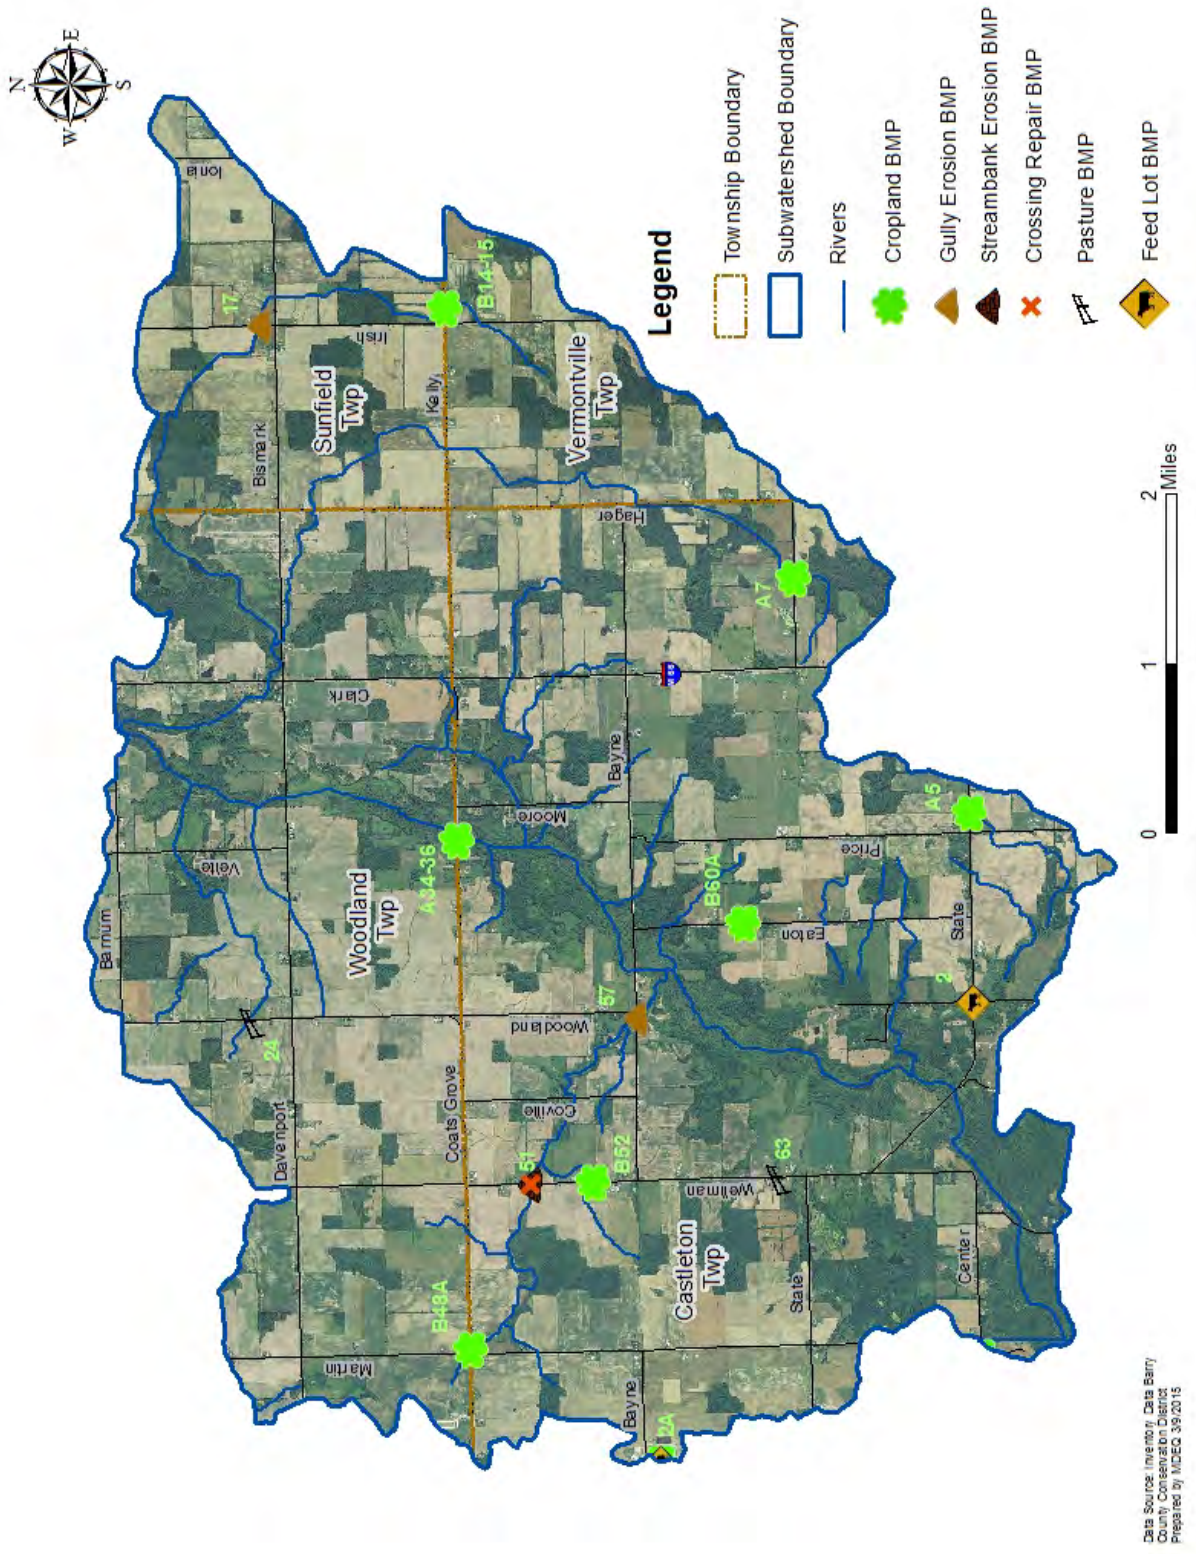 N
E
W
S
Ionia
17
Irish
B14-15
Sunfield
Twp
Kelly
Bismark
Vermontville
Twp
Hager
A7
Clark
Bayne
Moore
A5
Price
Velte
A34-36
B60A
Barnum
Woodland
Twp
Eaton
State
2
57
Woodland
24
Coats Grove
Coville
Davenport
51
B52
63
Wellman
Castleton
Twp
State
Center
B48A
Martin
Bayne
Legend
Township Boundary
Subwatershed Boundary
Rivers
Cropland BMP
Gully Erosion BMP
Streambank Erosion BMP
Crossing Repair BMP
Pasture BMP
Feed Lot BMP
0
1
2
Miles
Data Source: Inventory Data Barry
County Conservation District
Prepared by MDEQ 3/9/2015